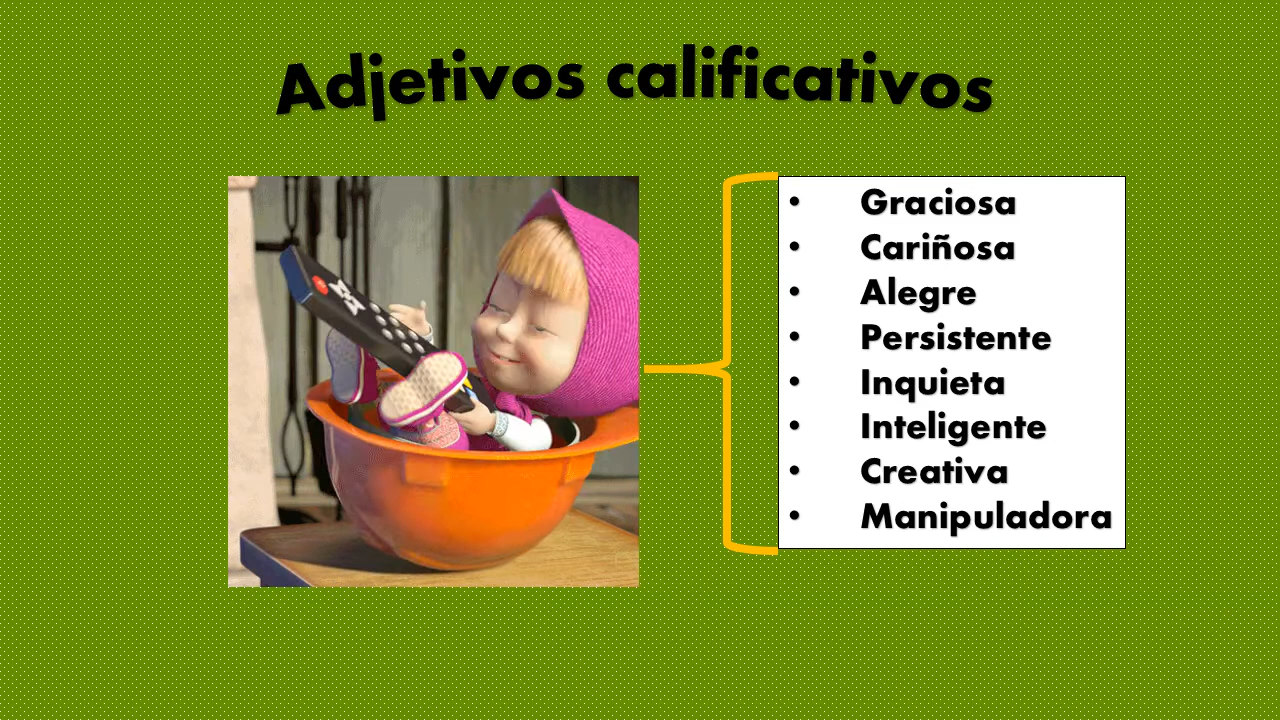 Adjetivos calificativos
• Graciosa
• Cariñosa
• Alegre
• Persistente
• Inquieta
• Inteligente
• Creativa
• Manipuladora